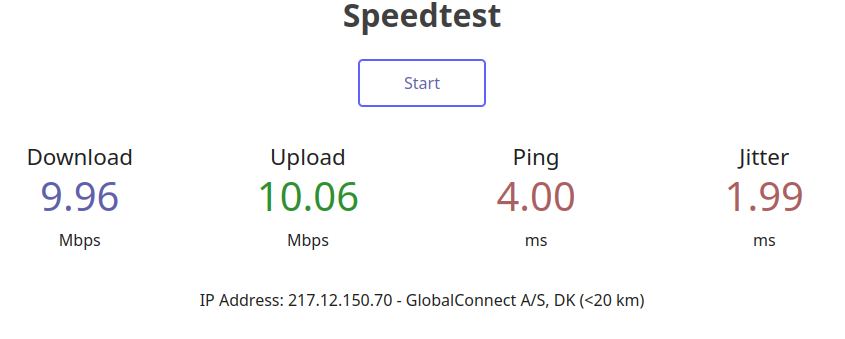 Speedtest
Start
Download Upload Ping Jitter
9.96 10.06 4.00 1.99
Mbps Mbps ms ms
IP Address: 217.12.150.70 - GlobalConnect A/S, DK (<20 km)